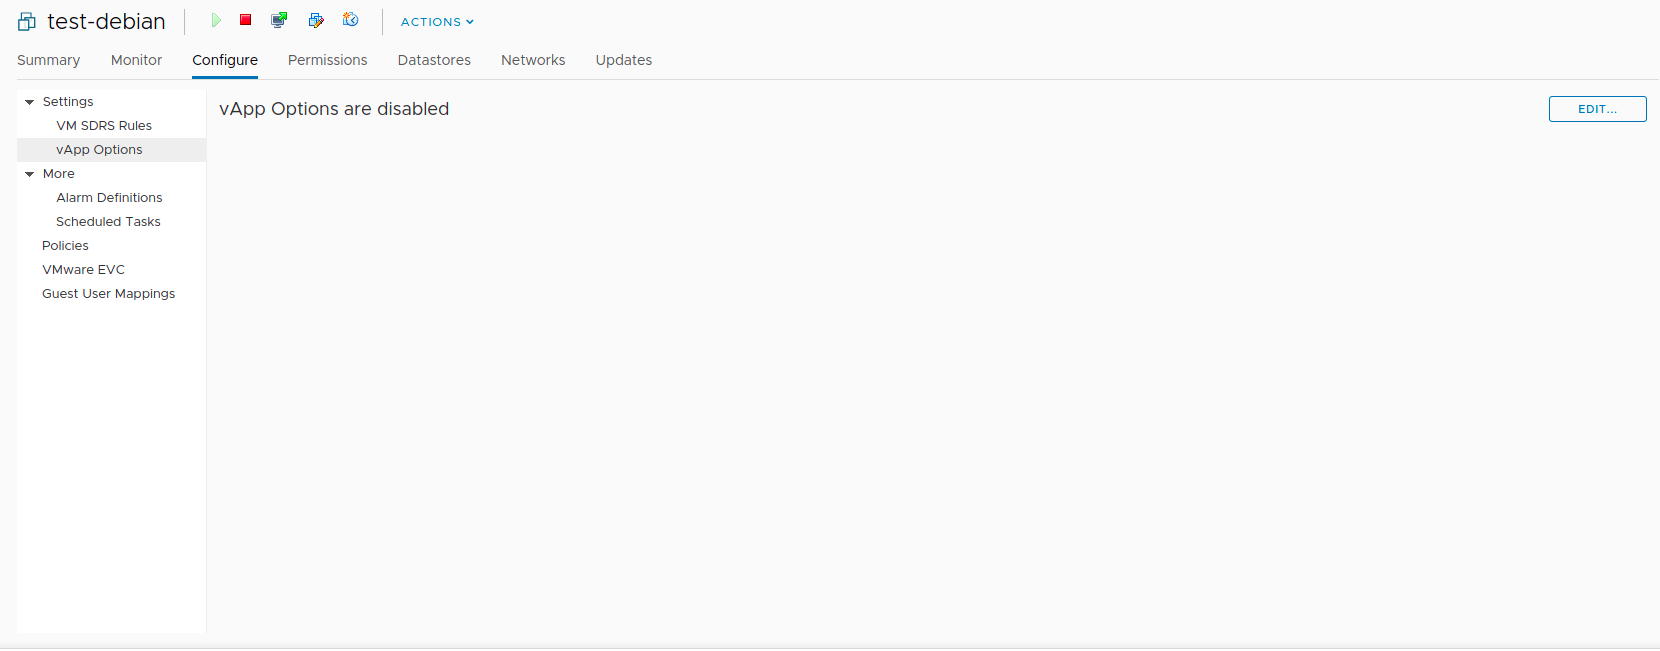 test-debian
ACTIONS
Summary Monitor Configure Permissions Datastores Networks Updates
Settings
VM SDRS Rules
vApp Options
More
Alarm Definitions
Scheduled Tasks
Policies
VMware EVC
Guest User Mappings
vApp Options are disabled
EDIT...